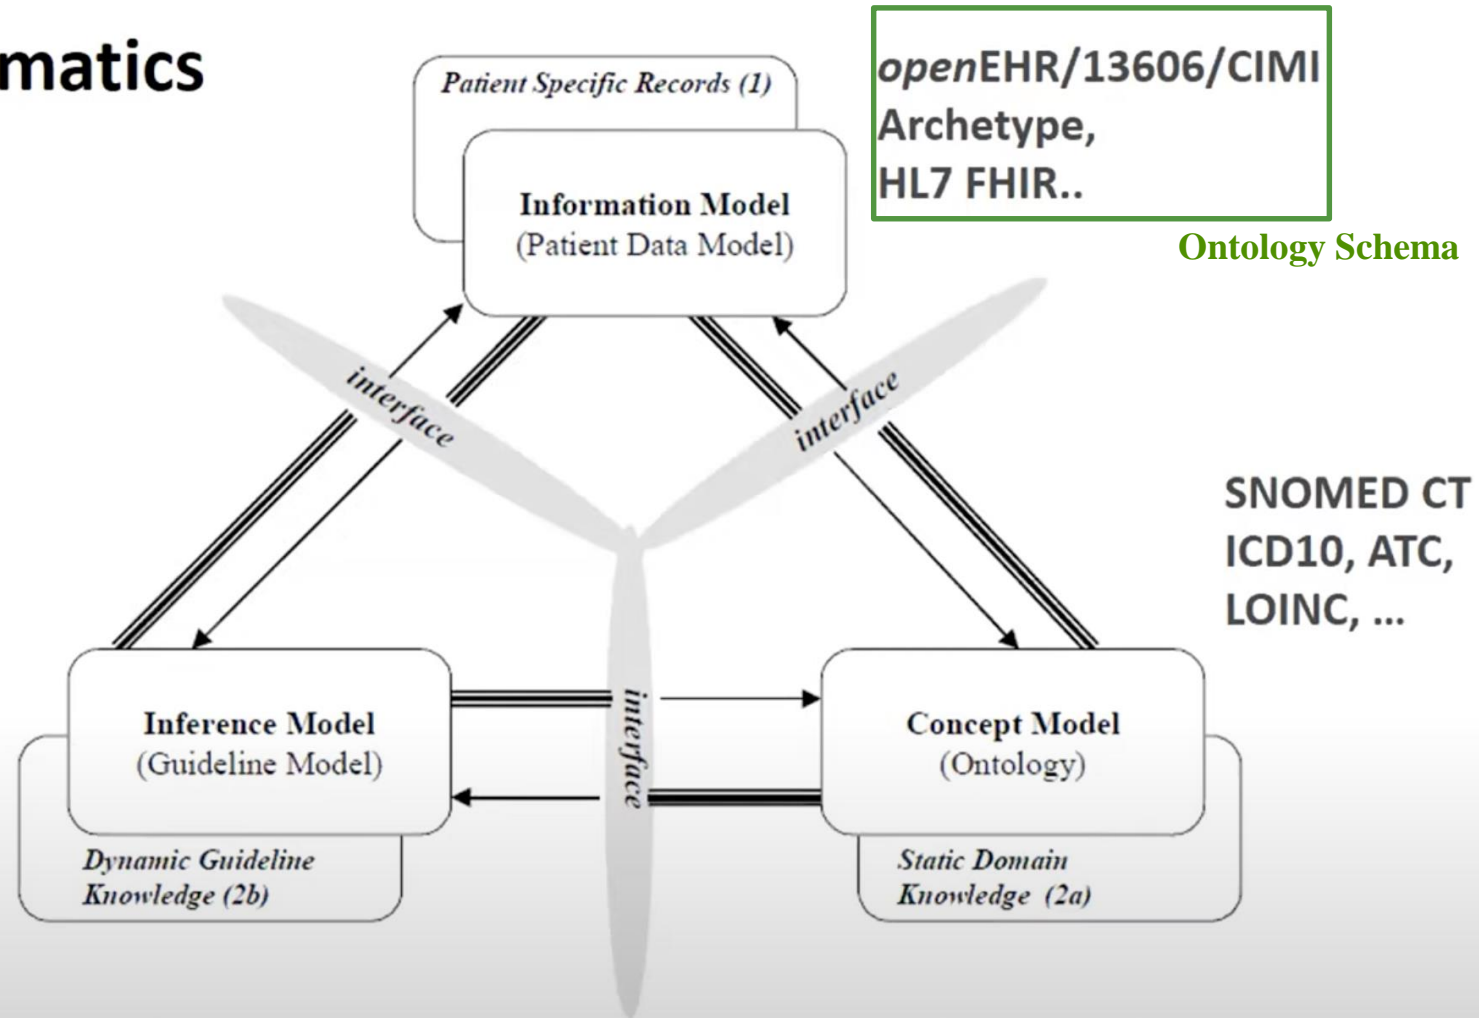 matics
Patient Specific Records (1)
openEHR/13606/CIMI
Archetype,
HL7 FHIR..
Ontology Schema
Information Model
(Patient Data Model)
interface
interface
SNOMED CT
ICD10, ATC,
LOINC, ...
interface
Inference Model
(Guideline Model)
Dynamic Guideline
Knowledge (2b)
Concept Model
(Ontology)
Static Domain
Knowledge (2a)